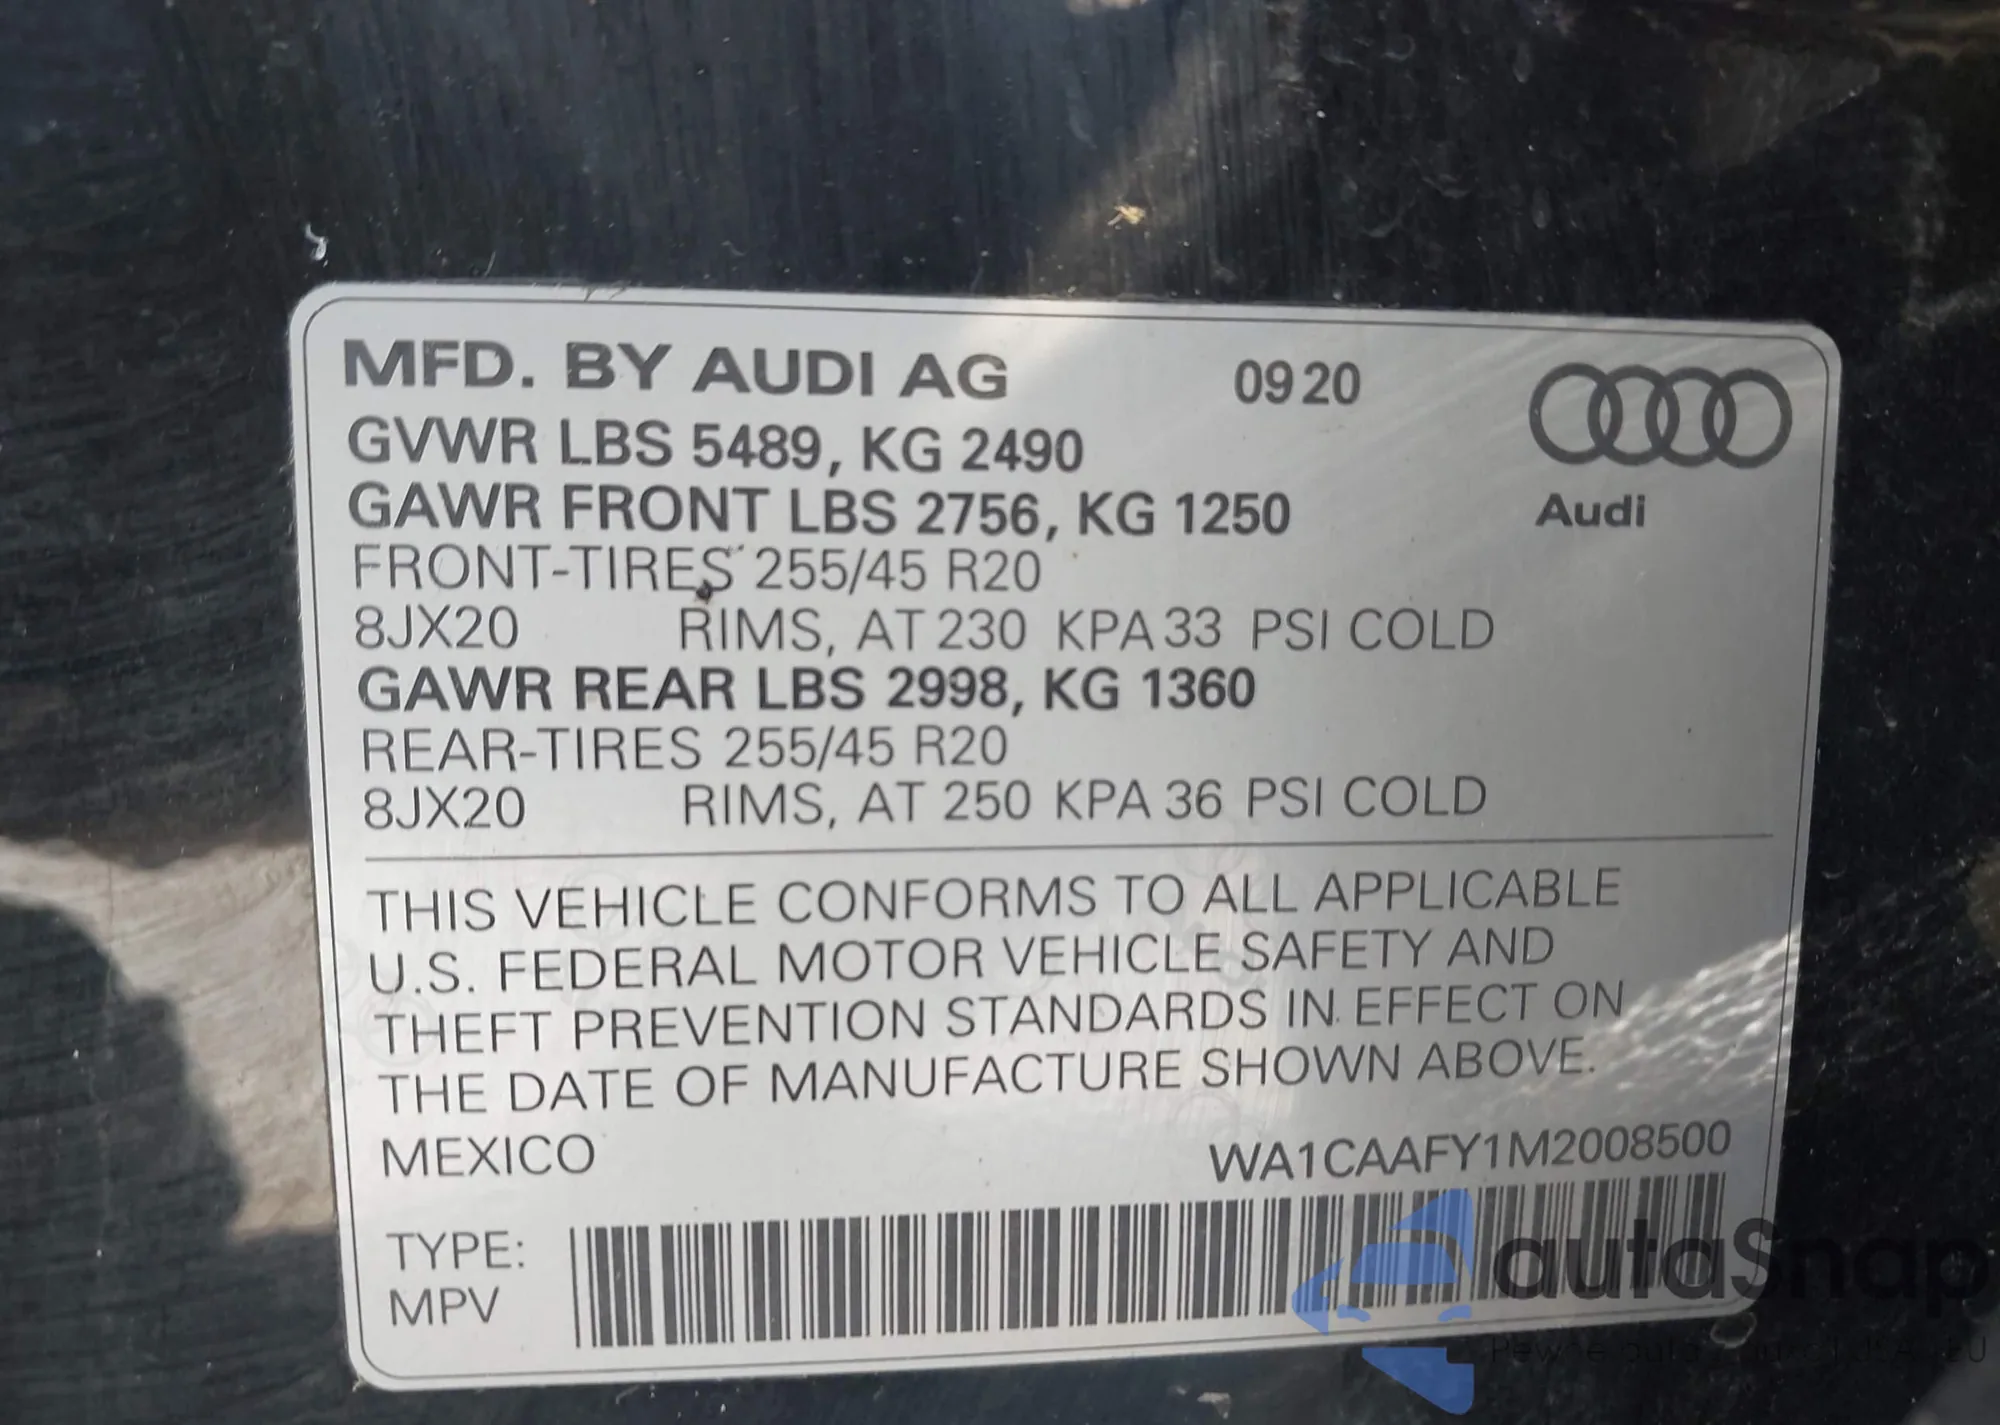 MFD. BY AUDI AG 09 20
GVWR LBS 5489, KG 2490
GAWR FRONT LBS 2756, KG 1250
Audi
FRONT-TIRES 255/45 R20
8JX20 RIMS, AT 230 KPA 33 PSI COLD
GAWR REAR LBS 2998, KG 1360
REAR-TIRES 255/45 R20
8JX20 RIMS, AT 250 KPA 36 PSI COLD
THIS VEHICLE CONFORMS TO ALL APPLICABLE
U.S. FEDERAL MOTOR VEHICLE SAFETY AND
THEFT PREVENTION STANDARDS IN EFFECT ON
THE DATE OF MANUFACTURE SHOWN ABOVE.
MEXICO WA1CAAFY1M2008500
TYPE:
MPV
autaSnap